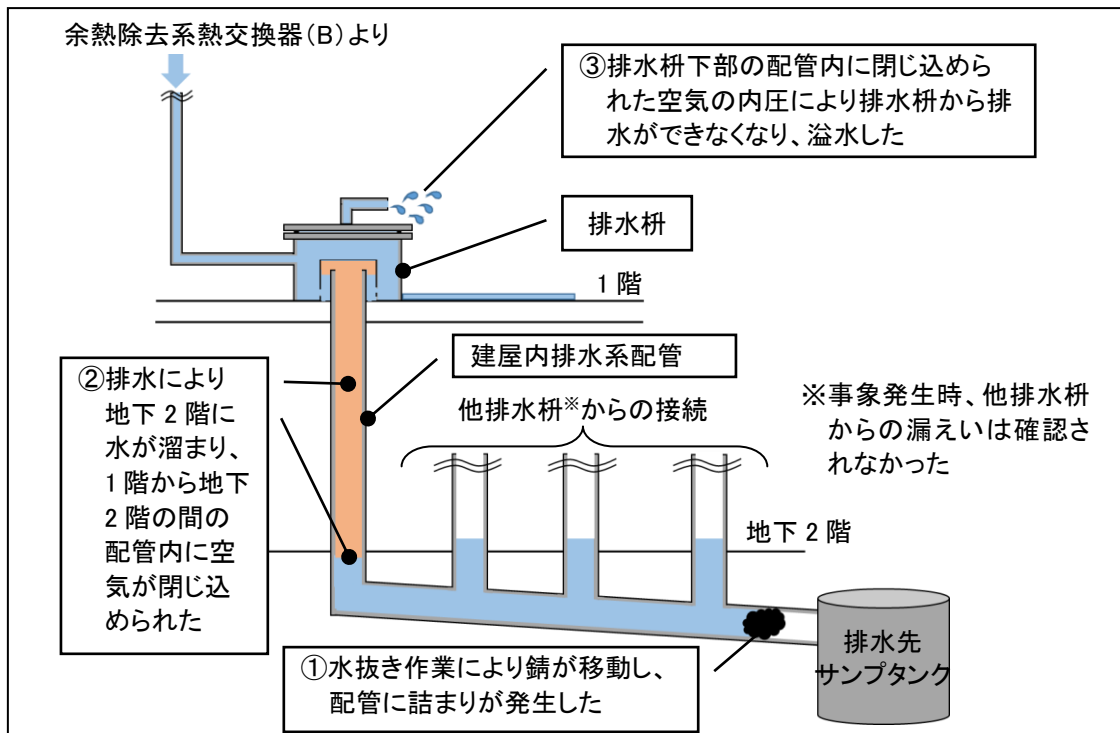 余熱除去系熱交換器(B)より
③排水枡下部の配管内に閉じ込めら
れた空気の内圧により排水枡から排
水ができなくなり、溢水した
排水枡
1階
②排水により
地下2階に
水が溜まり、
1階から地下
2階の間の
配管内に空
気が閉じ込
められた
建屋内排水系配管
他排水枡※からの接続
※事象発生時、他排水枡
からの漏えいは確認さ
れなかった
地下2階
①水抜き作業により錆が移動し、
配管に詰まりが発生した
排水先
サンプタンク